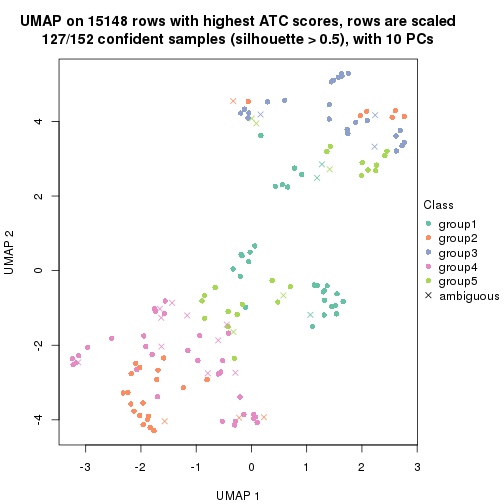 UMAP on 15148 rows with highest ATC scores, rows are scaled
127/152 confident samples (silhouette > 0.5), with 10 PCs
4
2
0
-2
-4
UMAP 2
-3
-2
-1
0
1
2
3
UMAP 1
Class
group1
group2
group3
group4
group5
ambiguous